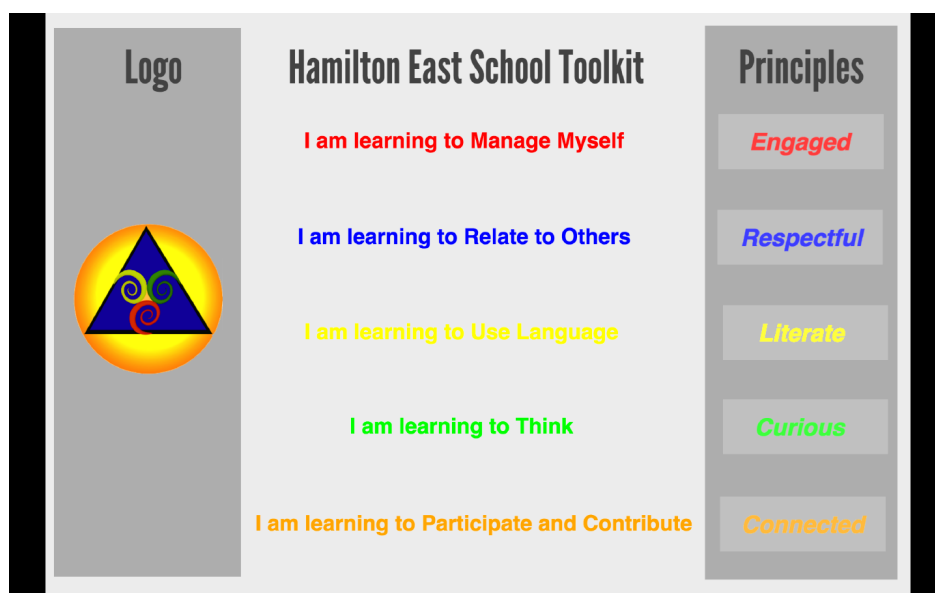 Logo
Hamilton East School Toolkit
Principles
I am learning to Manage Myself
Engaged
I am learning to Relate to Others
Respectful
I am learning to Use Language
Literate
I am learning to Think
Curious
I am learning to Participate and Contribute
Connected